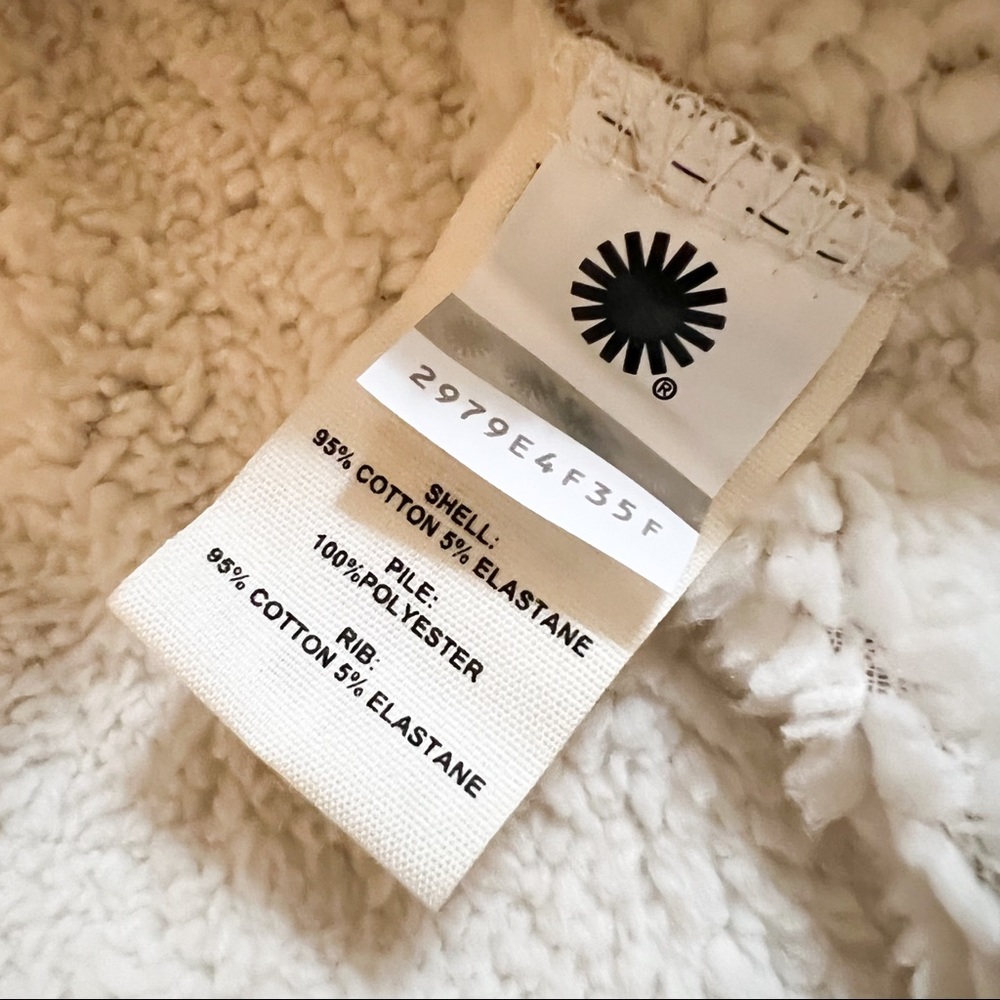 ®
2979E4F35F
SHELL:
95% COTTON 5% ELASTANE
PILE:
100%POLYESTER
RIB:
95% COTTON 5% ELASTANE